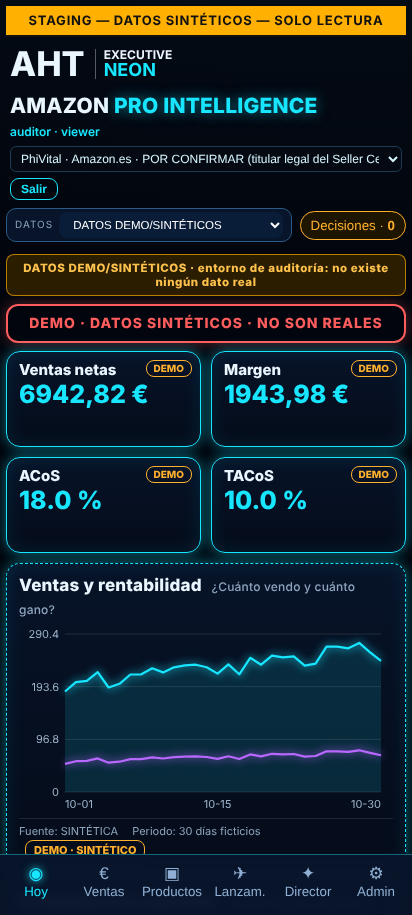 STAGING — DATOS SINTÉTICOS — SOLO LECTURA
AHT EXECUTIVE
NEON
AMAZON PRO INTELLIGENCE
auditor · viewer
PhiVital · Amazon.es · POR CONFIRMAR (titular legal del Seller Ce
Salir
DATOS DATOS DEMO/SINTÉTICOS
Decisiones · 0
DATOS DEMO/SINTÉTICOS · entorno de auditoría: no existe
ningún dato real
DEMO · DATOS SINTÉTICOS · NO SON REALES
Ventas netas DEMO
6942,82 €
Margen DEMO
1943,98 €
ACoS DEMO
18.0 %
TACoS DEMO
10.0 %
Ventas y rentabilidad ¿Cuánto vendo y cuánto
gano?
290.4
193.6
96.8
0
10-01 10-15 10-30
Fuente: SINTÉTICA Periodo: 30 días ficticios
DEMO · SINTÉTICO
Hoy
€ Ventas
Productos
Lanzam.
Director
Admin